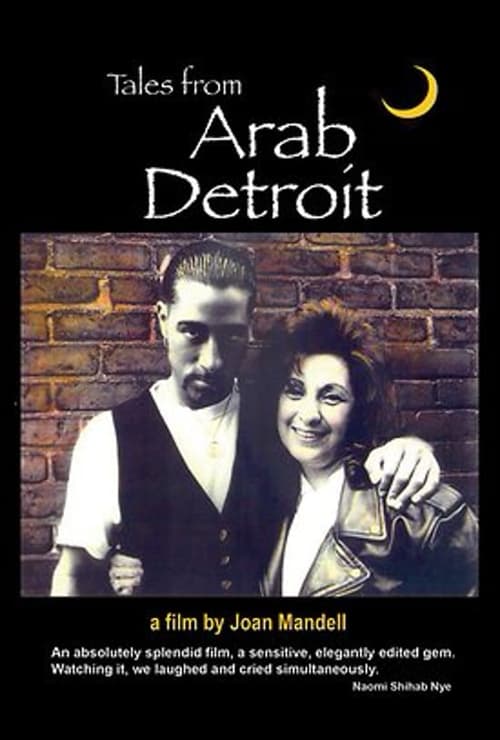 Tales from
Arab
Detroit
a film by Joan Mandell
An absolutely splendid film, a sensitive, elegantly edited gem.
Watching it, we laughed and cried simultaneously.
Naomi Shihab Nye